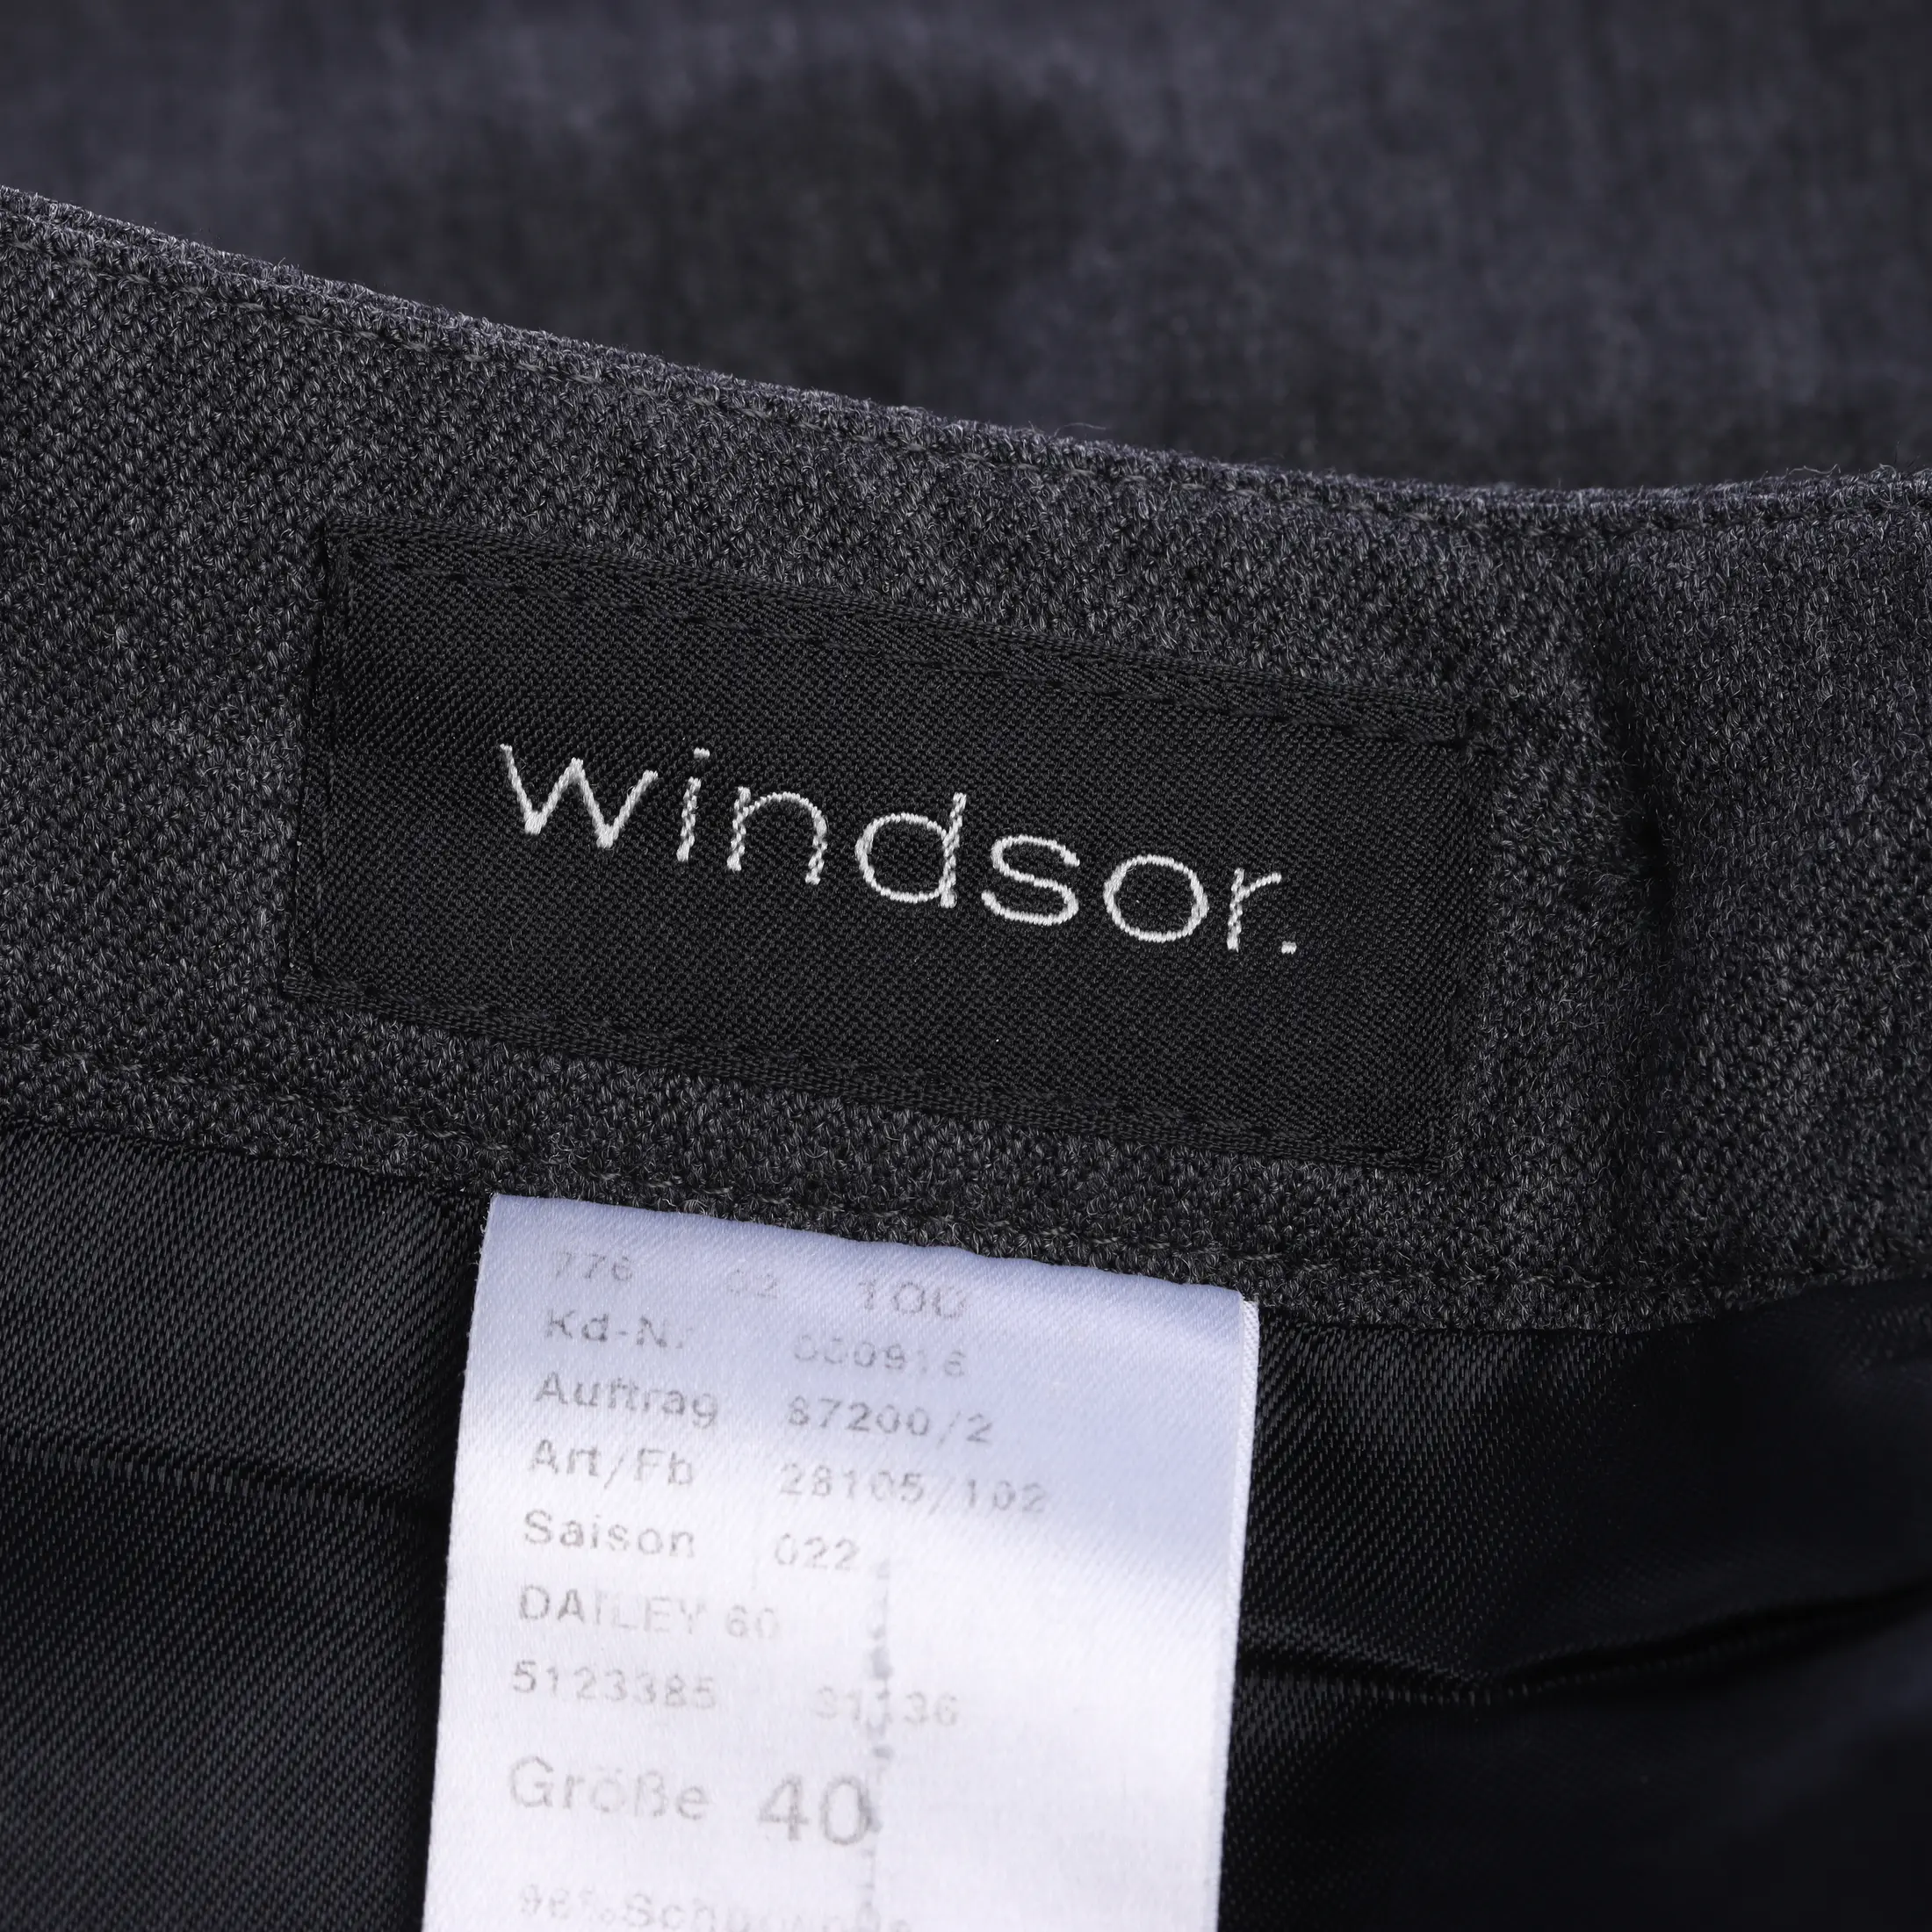 windsor.
776 02 100
Kd-Nr. 000916
Auftrag 87200/2
Art/Fb 28105/102
Saison 022
DAILEY 60
5123385
Größe 40